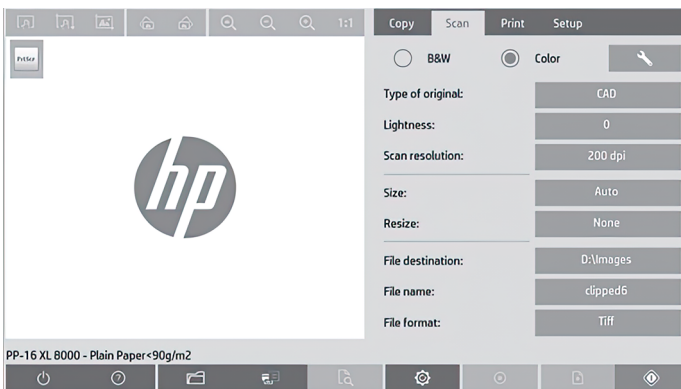 1:1
Copy Scan Print Setup
PrtScr
B&W Color
Type of original: CAD
Lightness: 0
Scan resolution: 200 dpi
hp
Size: Auto
Resize: None
File destination: D:\Images
File name: clipped6
File format: Tiff
PP-16 XL 8000 - Plain Paper<90g/m2